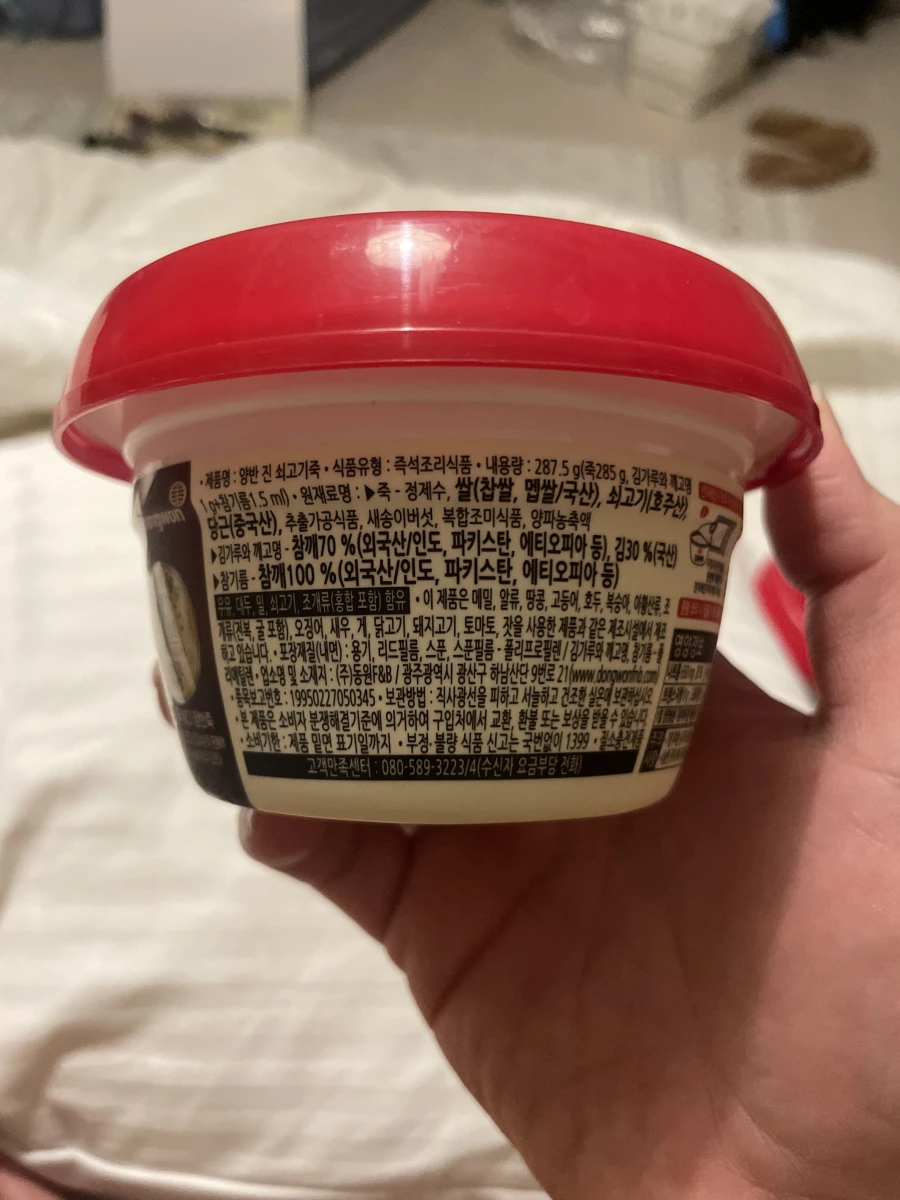 • 제품명 : 양반 진 쇠고기죽 • 식품유형 : 즉석조리식품 • 내용량 : 287.5 g(죽285 g, 김가루와 깨고명
1 g+참기름1.5 ml) • 원재료명 : ▶죽 - 정제수, 쌀(찹쌀, 멥쌀/국산), 쇠고기(호주산),
당근(중국산), 추출가공식품, 새송이버섯, 복합조미식품, 양파농축액
▶김가루와 깨고명 - 참깨70 %(외국산/인도, 파키스탄, 에티오피아 등), 김30 %(국산)
▶참기름 - 참깨100 %(외국산/인도, 파키스탄, 에티오피아 등)
우유, 대두, 밀, 쇠고기, 조개류(홍합 포함) 함유 • 이 제품은 메밀, 알류, 땅콩, 고등어, 호두, 복숭아, 아황산류, 조
개류(전복, 굴 포함), 오징어, 새우, 게, 닭고기, 돼지고기, 토마토, 잣을 사용한 제품과 같은 제조시설에서 제조
하고 있습니다. • 포장재질(내면) : 용기, 리드필름, 스푼, 스푼필름 - 폴리프로필렌 / 김가루와 깨고명, 참기름 - 폴
리에틸렌 • 업소명 및 소재지 : (주)동원F&B / 광주광역시 광산구 하남산단 9번로 21(www.dongwonfnb.com)
• 품목보고번호 : 19950227050345 • 보관방법 : 직사광선을 피하고 서늘하고 건조한 실온에 보관하십시오
• 본 제품은 소비자 분쟁해결기준에 의거하여 구입처에서 교환, 환불 또는 보상을 받을 수 있습니다.
• 소비기한 : 제품 밑면 표기일까지 • 부정·불량 식품 신고는 국번없이 1399 • 질소충전제품
고객만족센터 : 080-589-3223/4(수신자 요금부담 전화)
영양정보